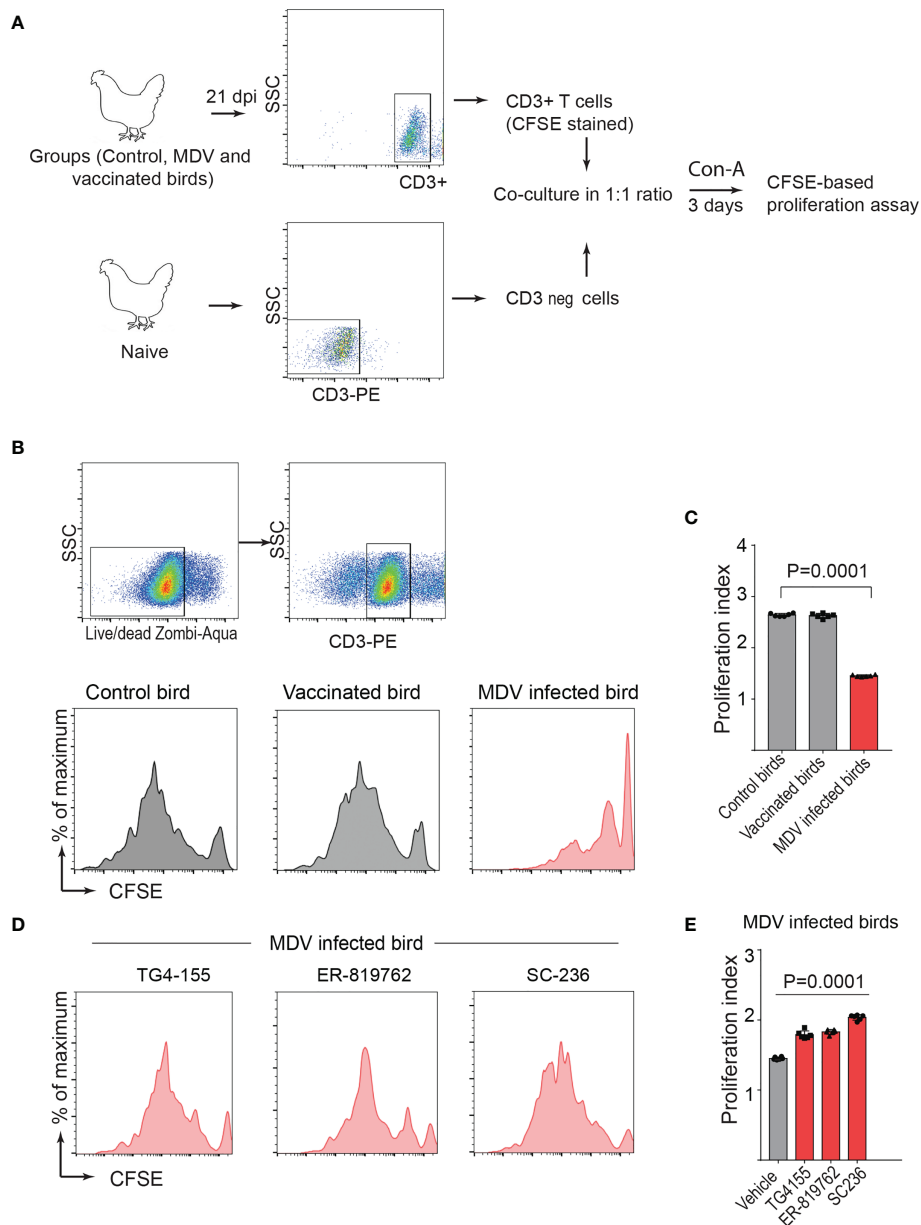 A
21 dpi
SSC
CD3+
Groups (Control, MDV and
vaccinated birds)
CD3+ T cells
(CFSE stained)
Co-culture in 1:1 ratio
Con-A
3 days
CFSE-based
proliferation assay
Naive
SSC
CD3-PE
CD3 neg cells
B
SSC
Live/dead Zombi-Aqua
SSC
CD3-PE
Control bird
Vaccinated bird
MDV infected bird
% of maximum
CFSE
C
Proliferation index
4
3
2
1
P=0.0001
Control birds
Vaccinated birds
MDV infected birds
D
MDV infected bird
TG4-155
ER-819762
SC-236
% of maximum
CFSE
E
MDV infected birds
Proliferation index
3
2
1
P=0.0001
Vehicle
TG4155
ER-819762
SC236